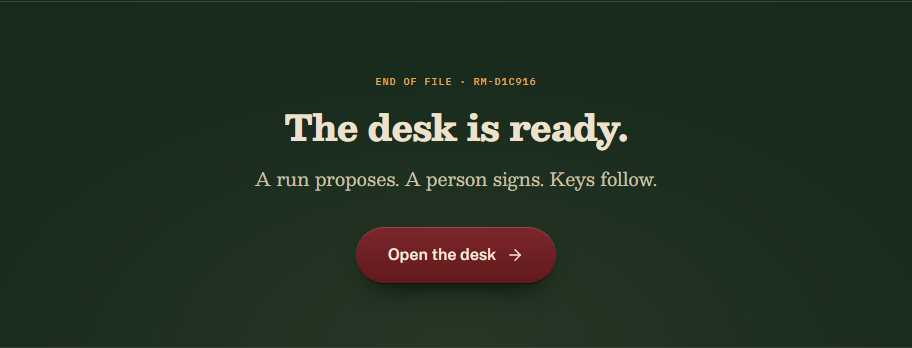 END OF FILE · RM-D1C916
The desk is ready.
A run proposes. A person signs. Keys follow.
Open the desk →